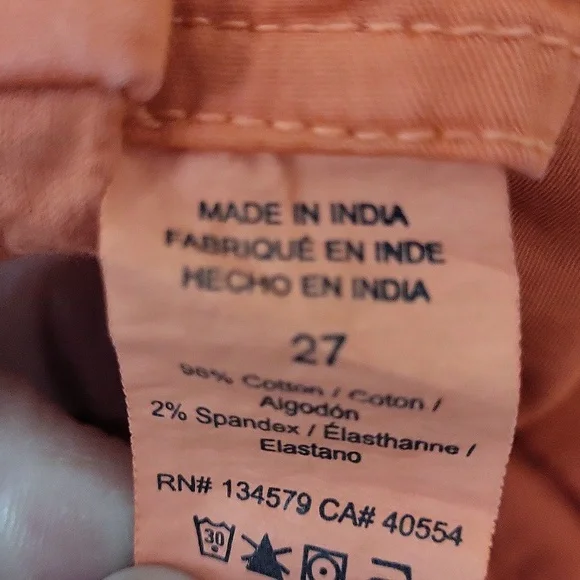 MADE IN INDIA
FABRIQUÉ EN INDE
HECHO EN INDIA
27
98% Cotton / Coton /
Algodón
2% Spandex / Élasthanne /
Elastano
RN# 134579 CA# 40554
30